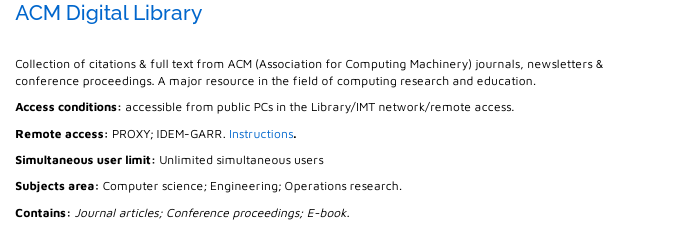 ACM Digital Library
Collection of citations & full text from ACM (Association for Computing Machinery) journals, newsletters &
conference proceedings. A major resource in the field of computing research and education.
Access conditions: accessible from public PCs in the Library/IMT network/remote access.
Remote access: PROXY; IDEM-GARR. Instructions.
Simultaneous user limit: Unlimited simultaneous users
Subjects area: Computer science; Engineering; Operations research.
Contains: Journal articles; Conference proceedings; E-book.